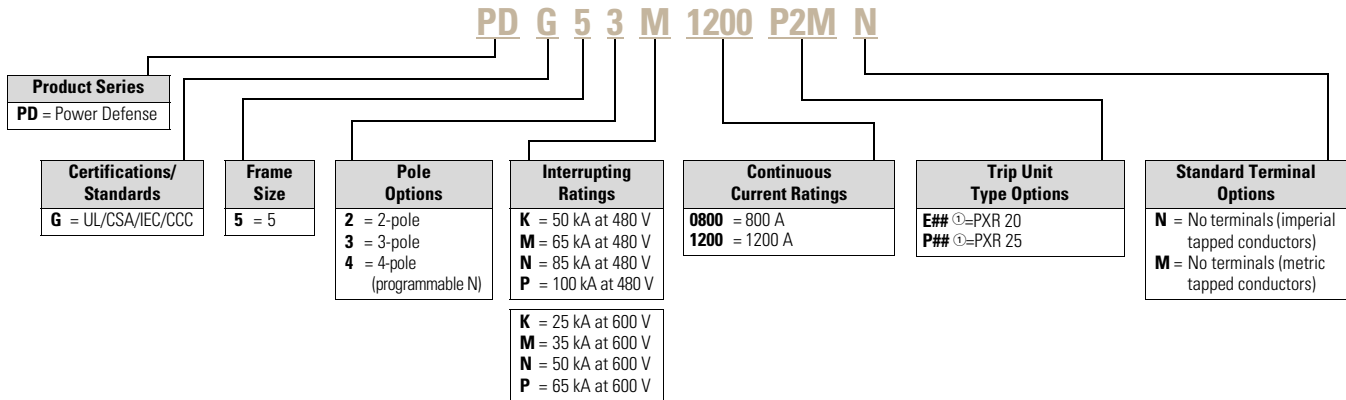 PD G 5 3 M 1200 P2M N
Product Series
PD = Power Defense
Certifications/
Standards
G = UL/CSA/IEC/CCC
Frame
Size
5 = 5
Pole
Options
2 = 2-pole
3 = 3-pole
4 = 4-pole
(programmable N)
Interrupting
Ratings
K = 50 kA at 480 V
M = 65 kA at 480 V
N = 85 kA at 480 V
P = 100 kA at 480 V
K = 25 kA at 600 V
M = 35 kA at 600 V
N = 50 kA at 600 V
P = 65 kA at 600 V
Continuous
Current Ratings
0800 = 800 A
1200 = 1200 A
Trip Unit
Type Options
E## ①=PXR 20
P## ①=PXR 25
Standard Terminal
Options
N = No terminals (imperial
tapped conductors)
M = No terminals (metric
tapped conductors)